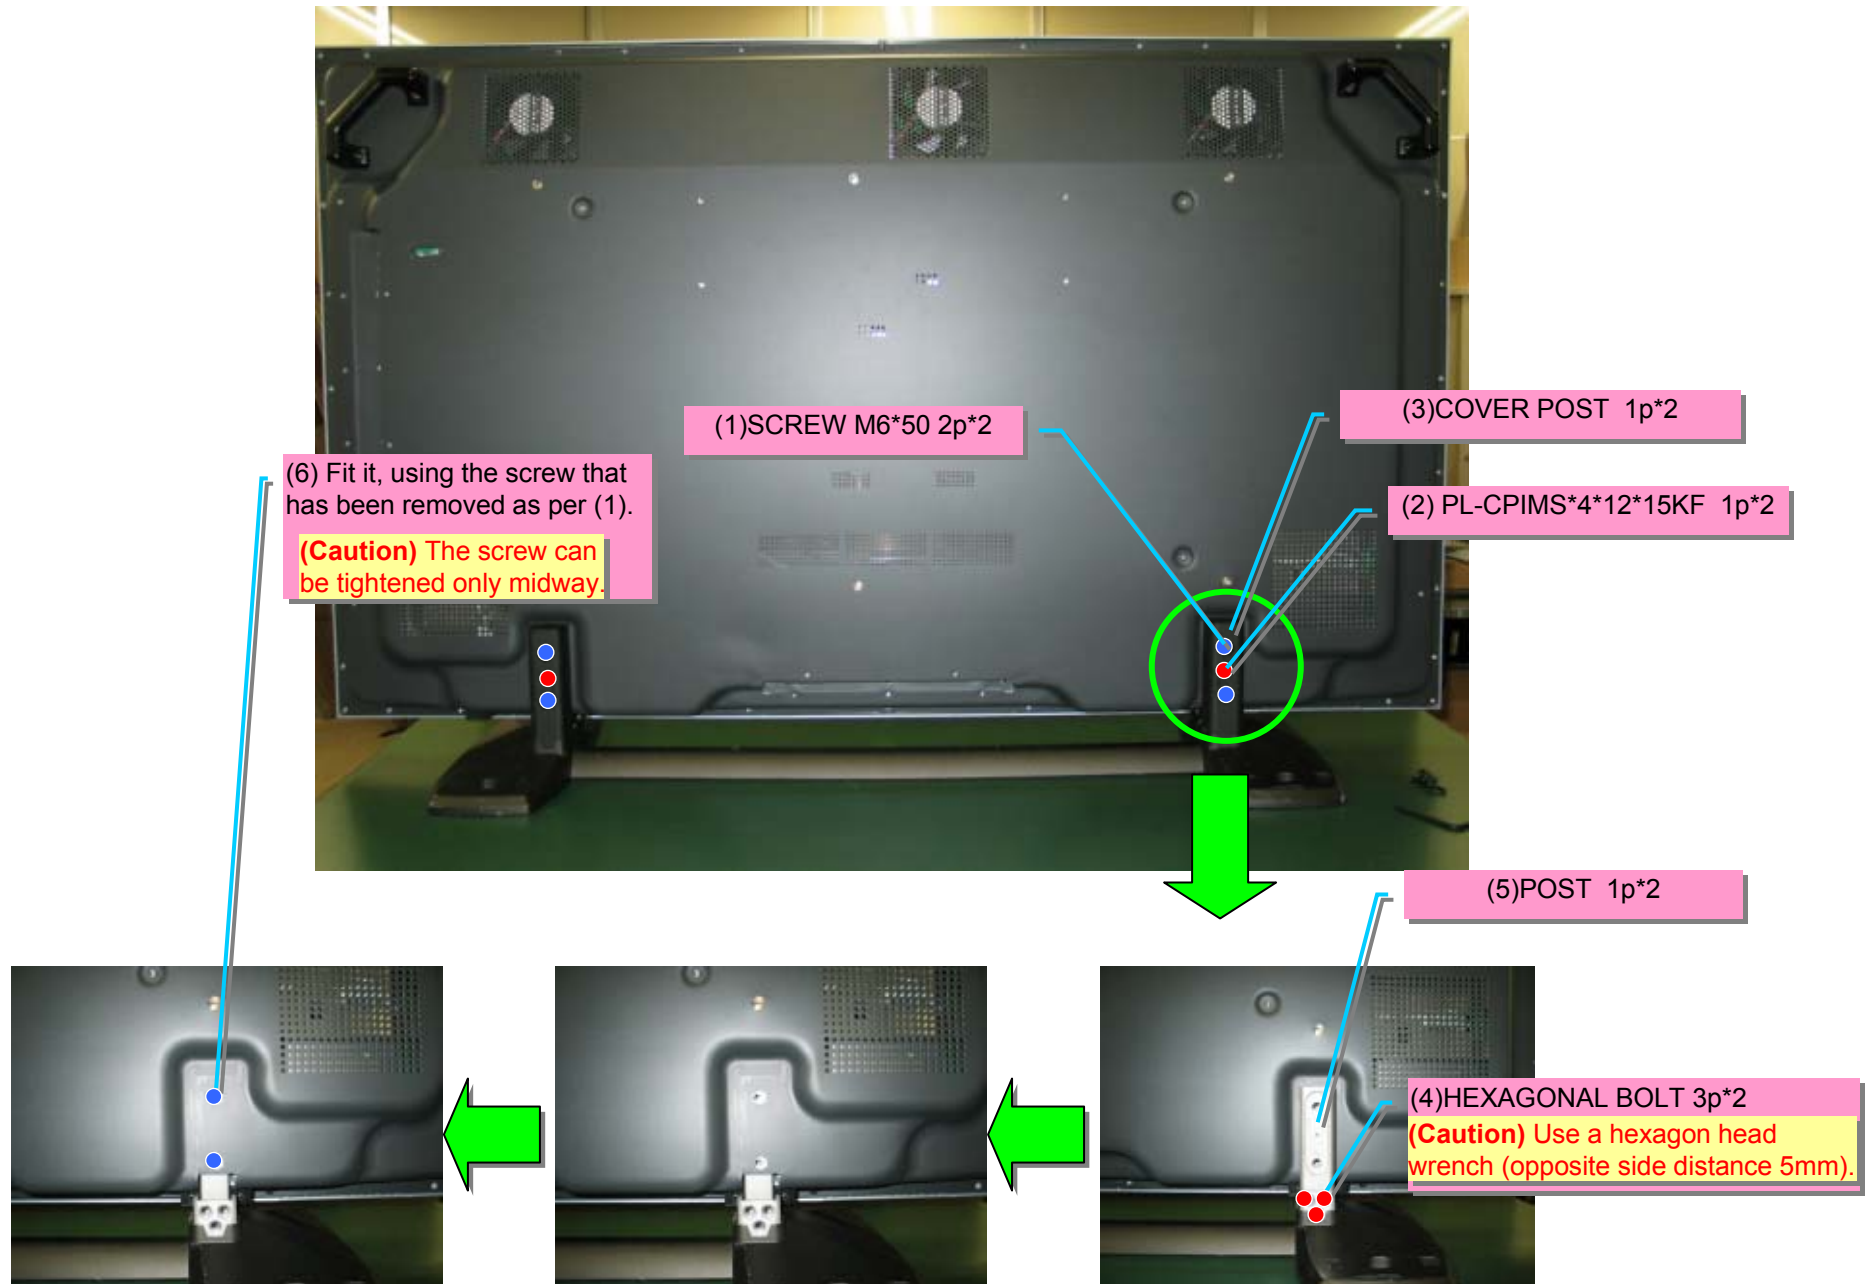 (1)SCREW M6*50 2p*2
(3)COVER POST 1p*2
(2) PL-CPIMS*4*12*15KF 1p*2
(6) Fit it, using the screw that
has been removed as per (1).
(Caution) The screw can
be tightened only midway.
(5)POST 1p*2
(4)HEXAGONAL BOLT 3p*2
(Caution) Use a hexagon head
wrench (opposite side distance 5mm).